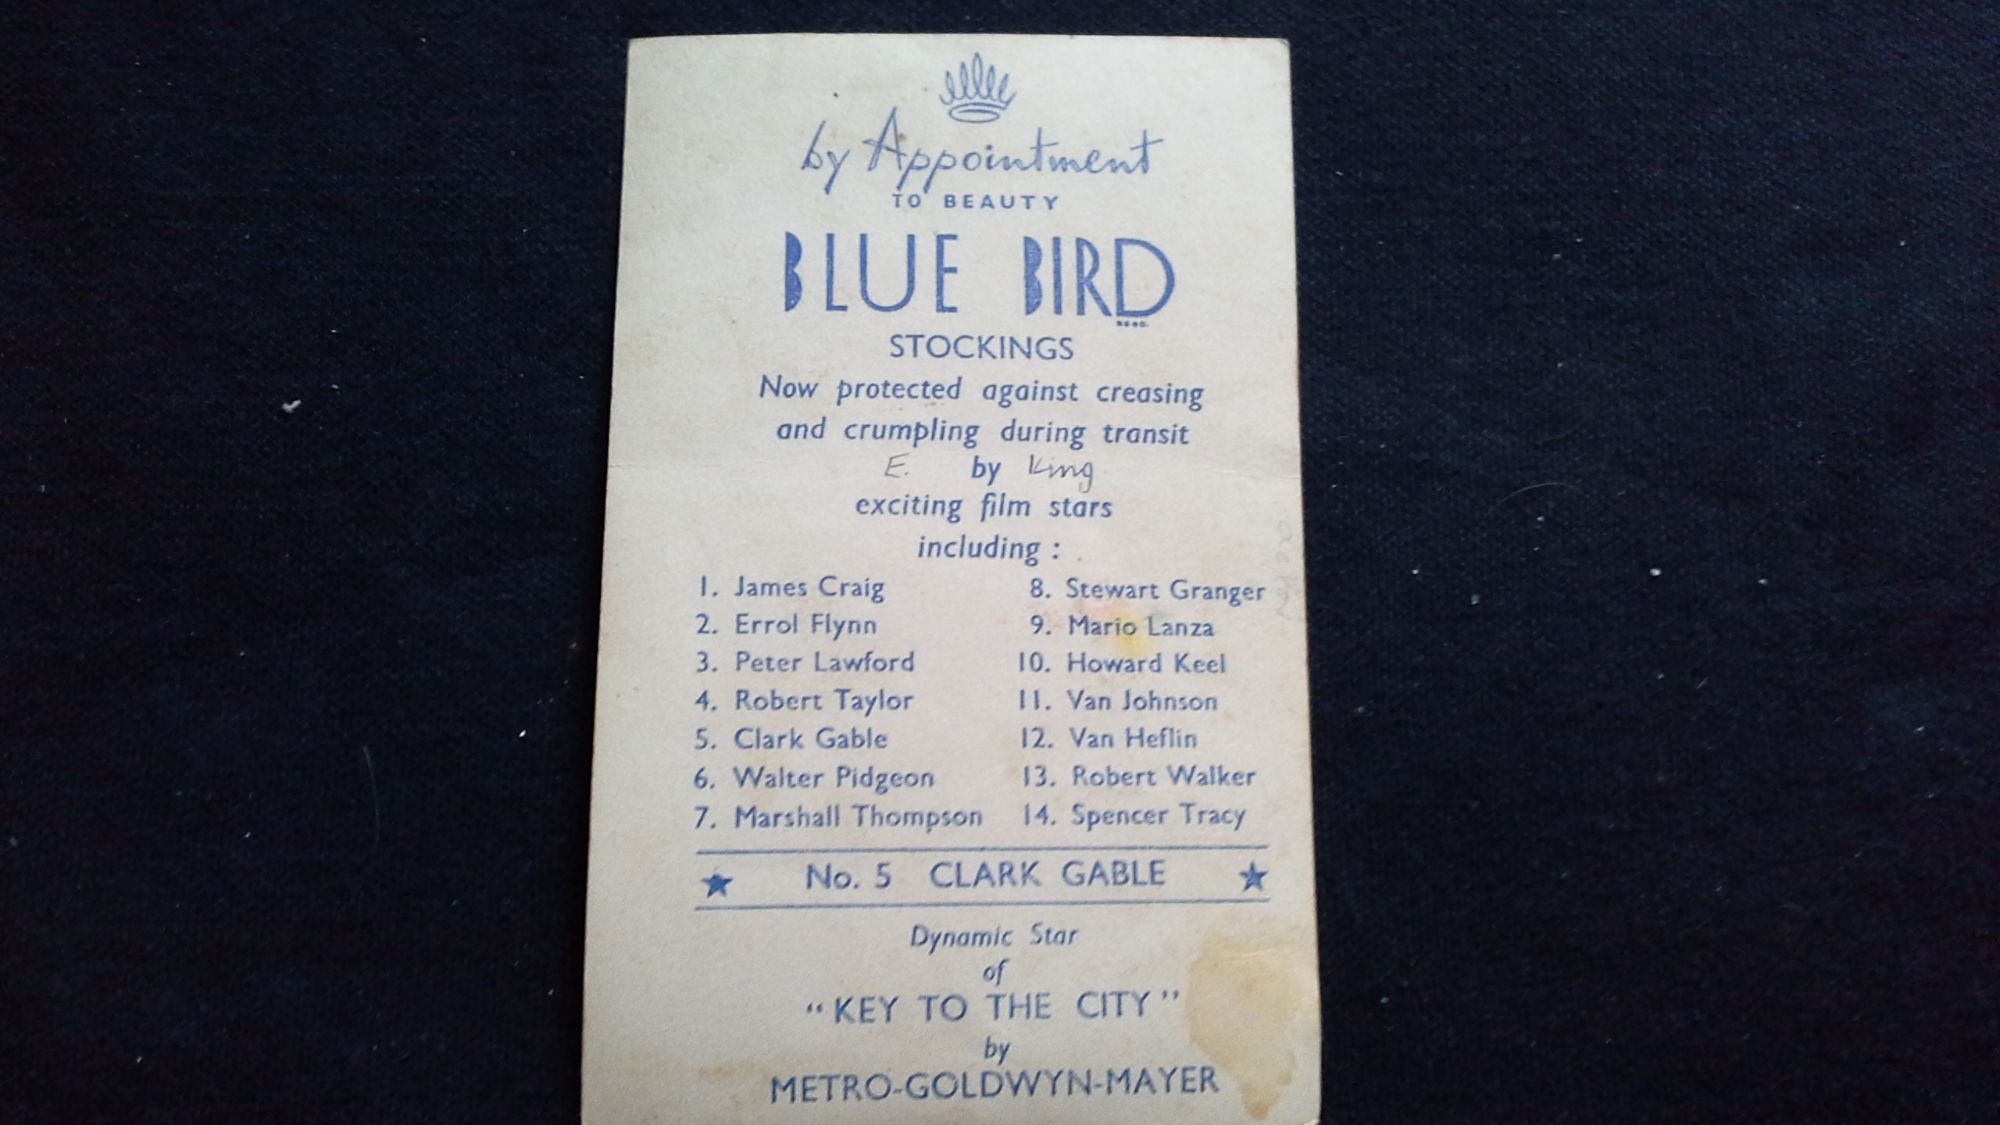 by Appointment
TO BEAUTY
BLUE BIRD
REGD.
STOCKINGS
Now protected against creasing
and crumpling during transit
E. by King
exciting film stars
including :
1. James Craig 8. Stewart Granger
2. Errol Flynn 9. Mario Lanza
3. Peter Lawford 10. Howard Keel
4. Robert Taylor 11. Van Johnson
5. Clark Gable 12. Van Heflin
6. Walter Pidgeon 13. Robert Walker
7. Marshall Thompson 14. Spencer Tracy
★ No. 5 CLARK GABLE ★
Dynamic Star
of
“KEY TO THE CITY”
by
METRO-GOLDWYN-MAYER